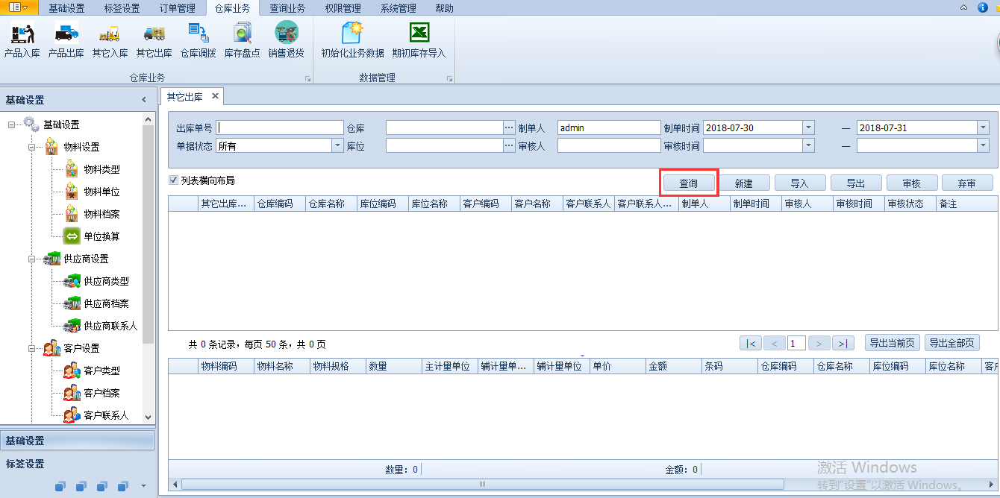 基础设置 标签设置 订单管理 仓库业务 查询业务 权限管理 系统管理 帮助
产品入库 产品出库 其它入库 其它出库 仓库调拨 库存盘点 销售退货 初始化业务数据 期初库存导入
仓库业务 数据管理
基础设置
其它出库
基础设置
物料设置
物料类型
物料单位
物料档案
单位换算
供应商设置
供应商类型
供应商档案
供应商联系人
客户设置
客户类型
客户档案
客户联系人
基础设置
标签设置
出库单号 仓库 ... 制单人 admin 制单时间 2018-07-30 — 2018-07-31
单据状态 所有 库位 ... 审核人 审核时间 —
列表横向布局 查询 新建 导入 导出 审核 弃审
其它出库... 仓库编码 仓库名称 库位编码 库位名称 客户编码 客户名称 客户联系人 客户联系人... 制单人 制单时间 审核人 审核时间 审核状态 备注
共 0 条记录，每页 50 条，共 0 页 |< < 1 > >| 导出当前页 导出全部页
物料编码 物料名称 物料规格 数量 主计量单位 辅计量单... 辅计量单位 单价 金额 条码 仓库编码 仓库名称 库位编码 库位名称 客户
数量: 0 金额: 0
激活 Windows
转到"设置"以激活 Windows。